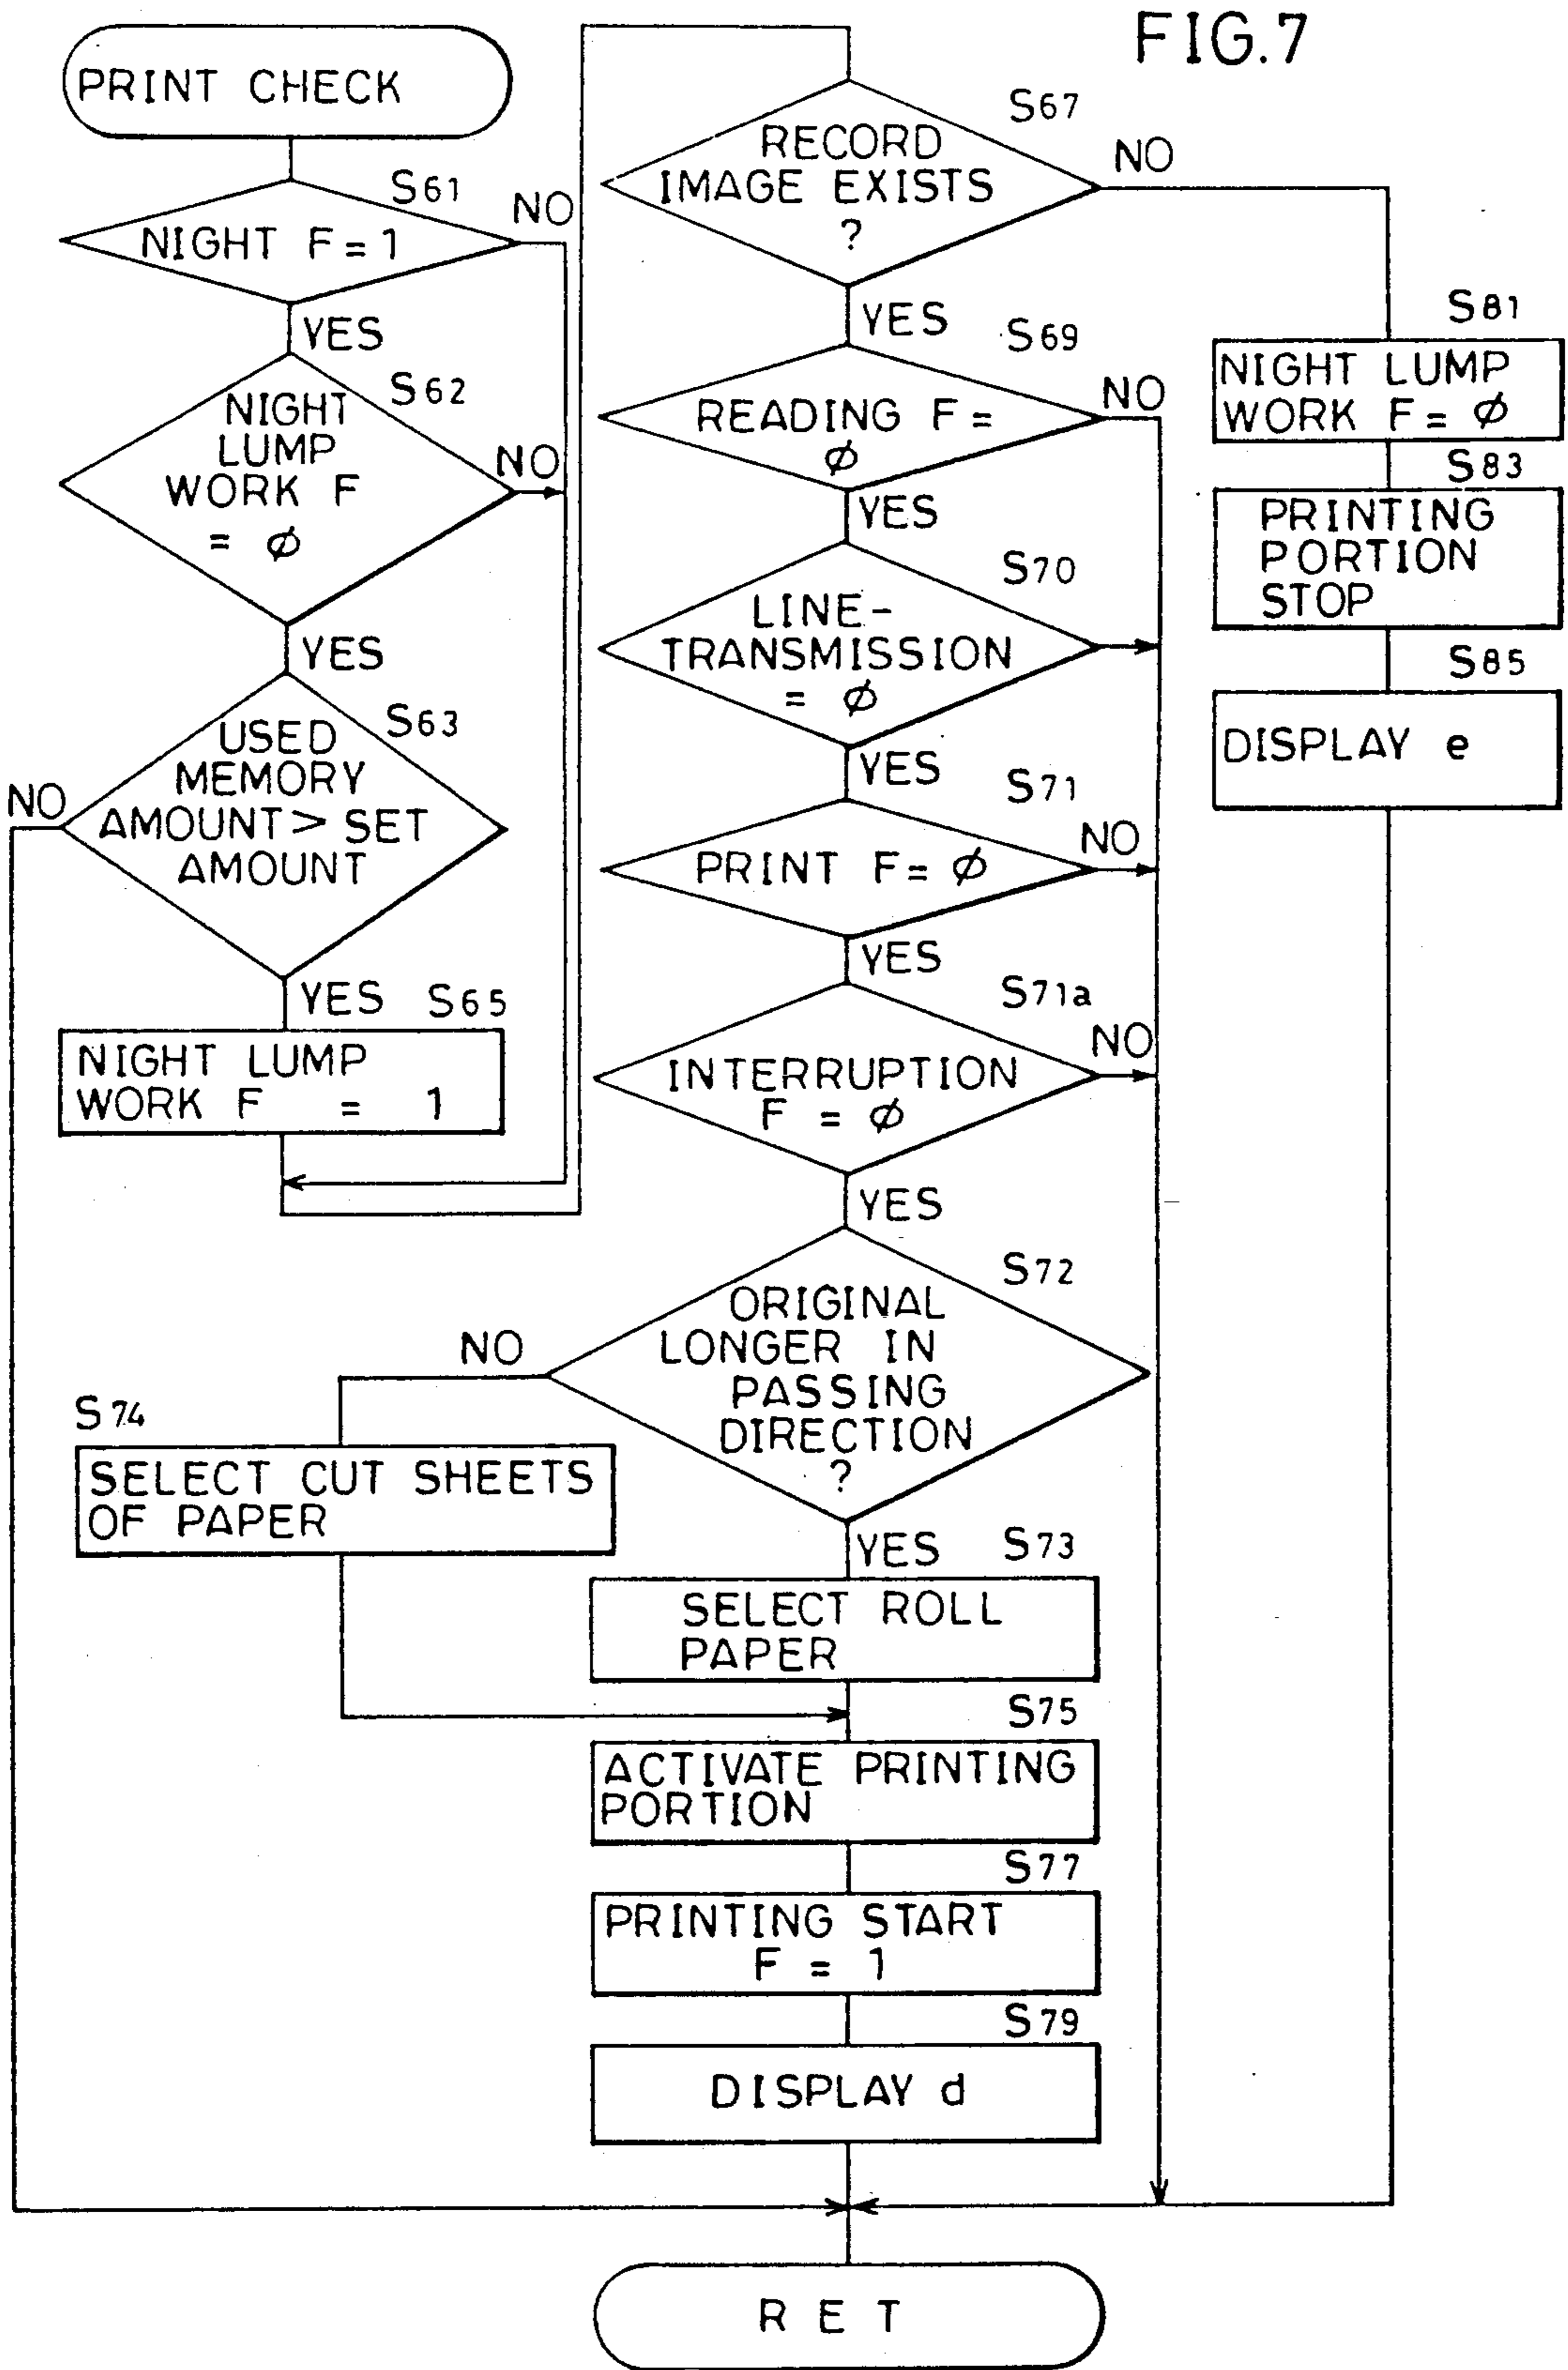 FIG.7
PRINT CHECK
S61
NIGHT F = 1
NO
YES
S62
NIGHT
LUMP
WORK F
= ϕ
NO
YES
S63
USED
MEMORY
AMOUNT > SET
AMOUNT
NO
YES
S65
NIGHT LUMP
WORK F = 1
S67
RECORD
IMAGE EXISTS
?
NO
YES
S69
READING F =
ϕ
NO
YES
S70
LINE-
TRANSMISSION
= ϕ
YES
S71
PRINT F = ϕ
NO
YES
S71a
INTERRUPTION
F = ϕ
NO
YES
S72
ORIGINAL
LONGER IN
PASSING
DIRECTION
?
NO
S74
SELECT CUT SHEETS
OF PAPER
YES
S73
SELECT ROLL
PAPER
S75
ACTIVATE PRINTING
PORTION
S77
PRINTING START
F = 1
S79
DISPLAY d
S81
NIGHT LUMP
WORK F = ϕ
S83
PRINTING
PORTION
STOP
S85
DISPLAY e
RET